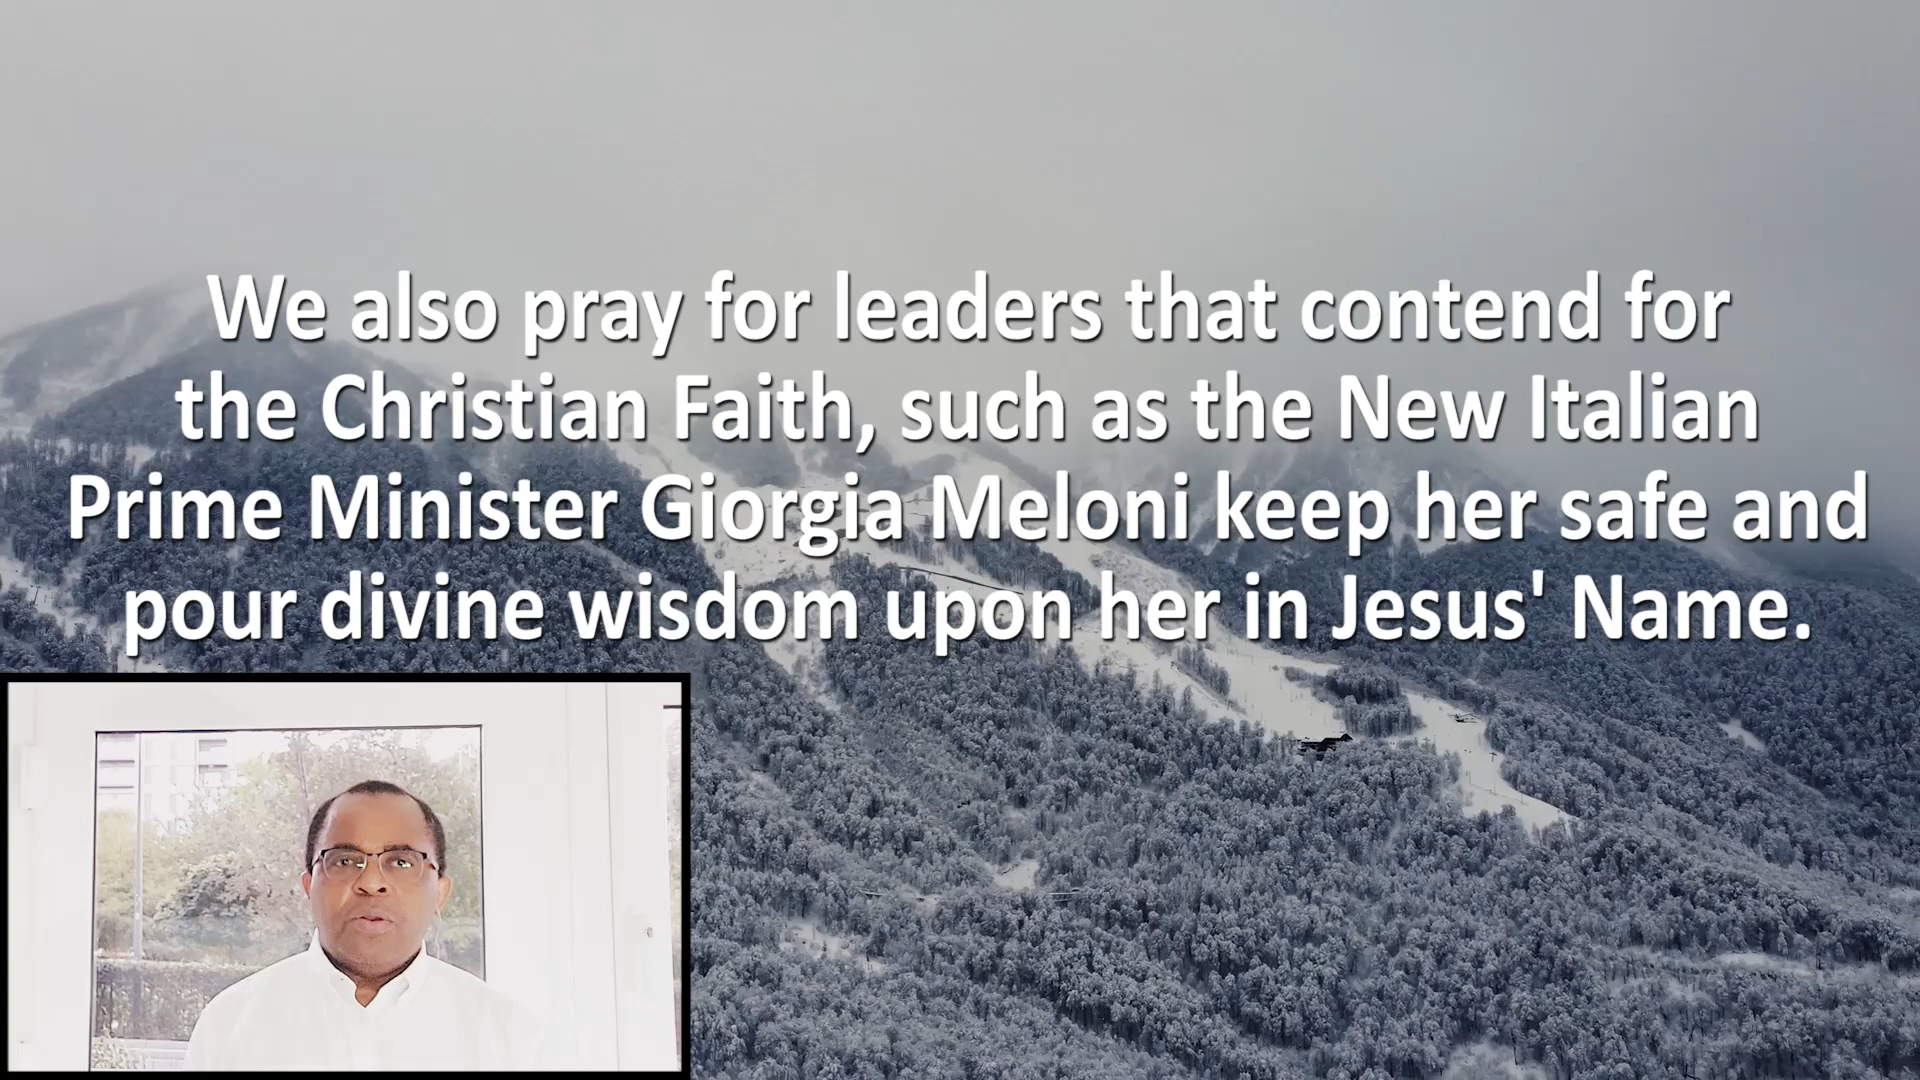 We also pray for leaders that contend for
the Christian Faith, such as the New Italian
Prime Minister Giorgia Meloni keep her safe and
pour divine wisdom upon her in Jesus' Name.